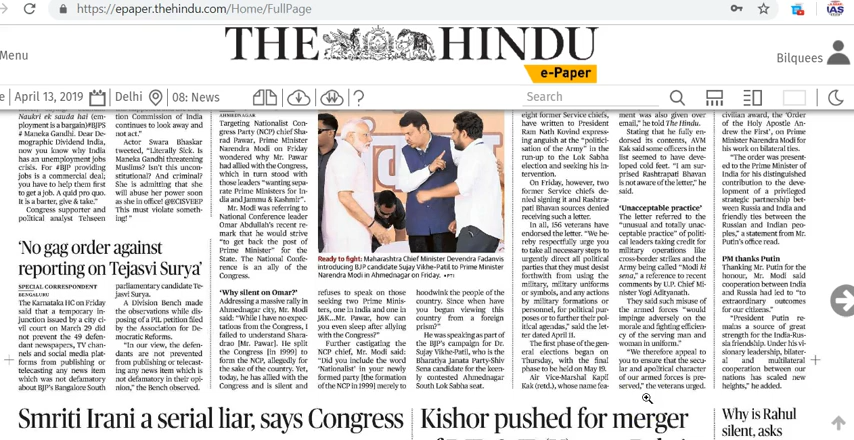 https://epaper.thehindu.com/Home/FullPage
Menu
THE HINDU
e-Paper
Bilquees
April 13, 2019
Delhi
08: News
Search
Naukri ek sauda hai (em-
ployment is a bargain)#BJPS
# Maneka Gandhi. Dear De-
mographic Dividend India,
now you know why India
has an unemployment jobs
crisis. For #BJP providing
jobs is a commercial deal;
you have to help them first
to get a job. A quid pro quo.
It is a barter, give & take."
Congress supporter and
political analyst Tehseen
tion Commission of India
continues to look away and
not act."
Actor Swara Bhaskar
tweeted, "Literally Sick. Is
Maneka Gandhi threatening
Muslims? Isn't this uncon-
stitutional? And criminal?
She is admitting that she
will abuse her power soon
as she in office! @ECISVEEP
This must violate someth-
ing!"
'No gag order against
reporting on Tejasvi Surya'
SPECIAL CORRESPONDENT
BENGALURU
The Karnataka HC on Friday
said that a temporary in-
junction issued by a city ci-
vil court on March 29 did
not prevent the 49 defen-
dant newspapers, TV chan-
nels and social media plat-
forms from publishing or
telecasting any news item
which was not defamatory
about BJP's Bangalore South
parliamentary candidate Te-
jasvi Surya.
A Division Bench made
the observations while dis-
posing of a PIL petition filed
by the Association for De-
mocratic Reforms.
"In our view, the defen-
dants are not prevented
from publishing or telecast-
ing any news item which is
not defamatory in their opi-
nion," the Bench observed.
AHMEDNAGAR
Targeting Nationalist Con-
gress Party (NCP) chief Sha-
rad Pawar, Prime Minister
Narendra Modi on Friday
wondered why Mr. Pawar
had allied with the Congress,
which in turn stood with
those leaders "wanting sepa-
rate Prime Ministers for In-
dia and Jammu & Kashmir".
Mr. Modi was referring to
National Conference leader
Omar Abdullah's recent re-
mark that he would strive
"to get back the post of
Prime Minister" for the
State. The National Confe-
rence is an ally of the
Congress.
'Why silent on Omar?'
Addressing a massive rally in
Ahmednagar city, Mr. Modi
said: "While I have no expec-
tations from the Congress, I
failed to understand Shara-
drao [Mr. Pawar]. He split
the Congress [in 1999] to
form the NCP, allegedly for
the sake of the country. Yet,
today, he has allied with the
Congress and is silent and
Ready to fight: Maharashtra Chief Minister Devendra Fadanvis
introducing BJP candidate Sujay Vikhe-Patil to Prime Minister
Narendra Modi in Ahmednagar on Friday. PTI
refuses to speak on those
seeking two Prime Minis-
ters, one in India and one in
J&K...Mr. Pawar, how can
you even sleep after allying
with the Congress?"
Further castigating the
NCP chief, Mr. Modi said:
"Did you include the word
'Nationalist' in your newly
formed party [the formation
of the NCP in 1999] merely to
hoodwink the people of the
country. Since when have
you began viewing this
country from a foreign
prism?"
He was speaking as part of
the BJP's campaign for Dr.
Sujay Vikhe-Patil, who is the
Bharatiya Janata Party-Shiv
Sena candidate for the keen-
ly contested Ahmednagar
South Lok Sabha seat.
eight former Service chiefs,
have written to President
Ram Nath Kovind express-
ing anguish at the "politici-
sation of the Army" in the
run-up to the Lok Sabha
election and seeking his in-
tervention.
On Friday, however, two
former Service chiefs de-
nied signing it and Rashtra-
pati Bhavan sources denied
receiving such a letter.
In all, 156 veterans have
endorsed the letter. "We he-
reby respectfully urge you
to take all necessary steps to
urgently direct all political
parties that they must desist
forthwith from using the
military, military uniforms
or symbols, and any actions
by military formations or
personnel, for political pur-
poses or to further their pol-
itical agendas," said the let-
ter dated April 11.
The first phase of the gen-
eral elections began on
Thursday, with the final
phase to be held on May 19.
Air Vice-Marshal Kapil
Kak (retd.), whose name fea-
ment was also given over
email," he told The Hindu.
Stating that he fully en-
dorsed its contents, AVM
Kak said some officers in the
list seemed to have deve-
loped cold feet. "I am sur-
prised Rashtrapati Bhavan
is not aware of the letter," he
said.
'Unacceptable practice'
The letter referred to the
"unusual and totally unac-
ceptable practice" of politi-
cal leaders taking credit for
military operations like
cross-border strikes and the
Army being called "Modi ki
sena," a reference to recent
comments by U.P. Chief Mi-
nister Yogi Adityanath.
They said such misuse of
the armed forces "would
impinge adversely on the
morale and fighting efficien-
cy of the serving man and
woman in uniform."
"We therefore appeal to
you to ensure that the secu-
lar and apolitical character
of our armed forces is pre-
served," the veterans urged.
civilian award, the 'Order
of the Holy Apostle An-
drew the First', on Prime
Minister Narendra Modi for
his work on bilateral ties.
"The order was present-
ed to the Prime Minister of
India for his distinguished
contribution to the deve-
lopment of a privileged
strategic partnership bet-
ween Russia and India and
friendly ties between the
Russian and Indian peo-
ples," a statement from Mr.
Putin's office read.
PM thanks Putin
Thanking Mr. Putin for the
honour, Mr. Modi said
cooperation between India
and Russia had led to "to
extraordinary outcomes
for our citizens."
"President Putin re-
mains a source of great
strength for the India-Rus-
sia friendship. Under his vi-
sionary leadership, bilater-
al and multilateral
cooperation between our
nations has scaled new
heights," he added.
Smriti Irani a serial liar, says Congress
Kishor pushed for merger
Why is Rahul
silent, asks